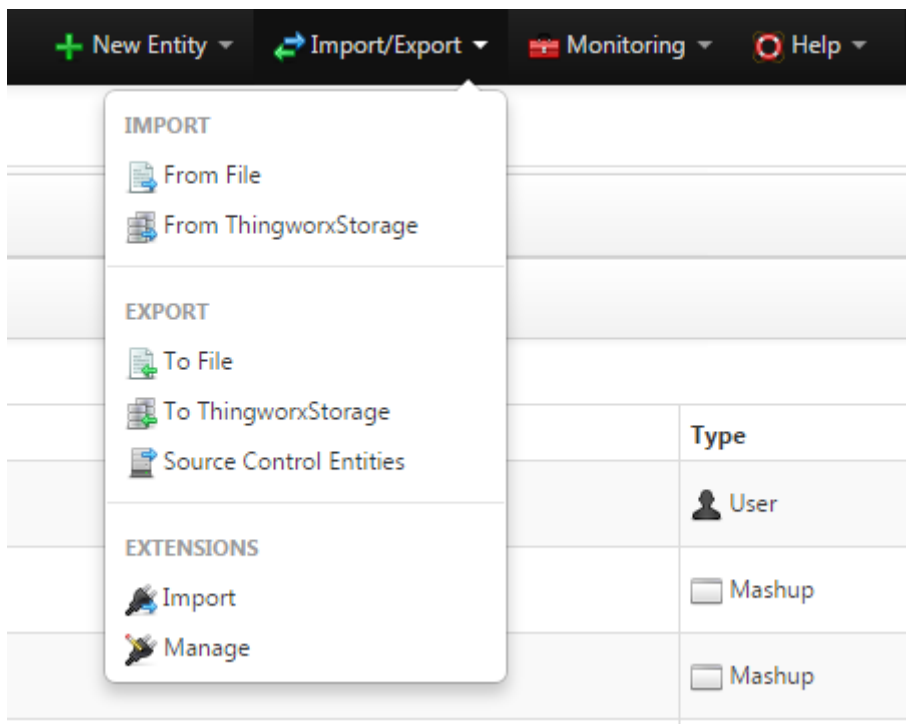 New Entity Import/Export Monitoring Help
IMPORT
From File
From ThingworxStorage
EXPORT
To File
To ThingworxStorage
Source Control Entities
EXTENSIONS
Import
Manage
Type
User
Mashup
Mashup